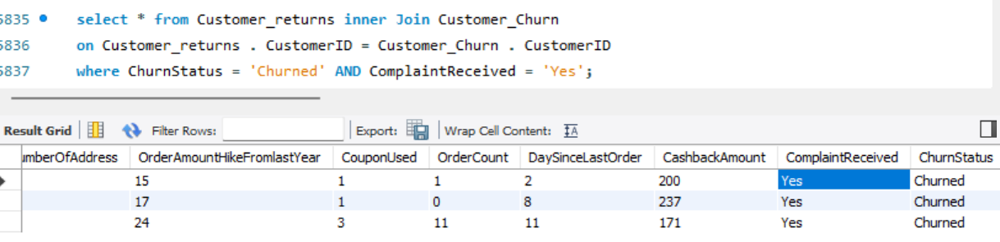 5835 select * from Customer_returns inner Join Customer_Churn
5836 on Customer_returns . CustomerID = Customer_Churn . CustomerID
5837 where ChurnStatus = 'Churned' AND ComplaintReceived = 'Yes';
Result Grid Filter Rows: Export: Wrap Cell Content: IA
umberOfAddress OrderAmountHikeFromlastYear CouponUsed OrderCount DaySinceLastOrder CashbackAmount ComplaintReceived ChurnStatus
15 1 1 2 200 Yes Churned
17 1 0 8 237 Yes Churned
24 3 11 11 171 Yes Churned